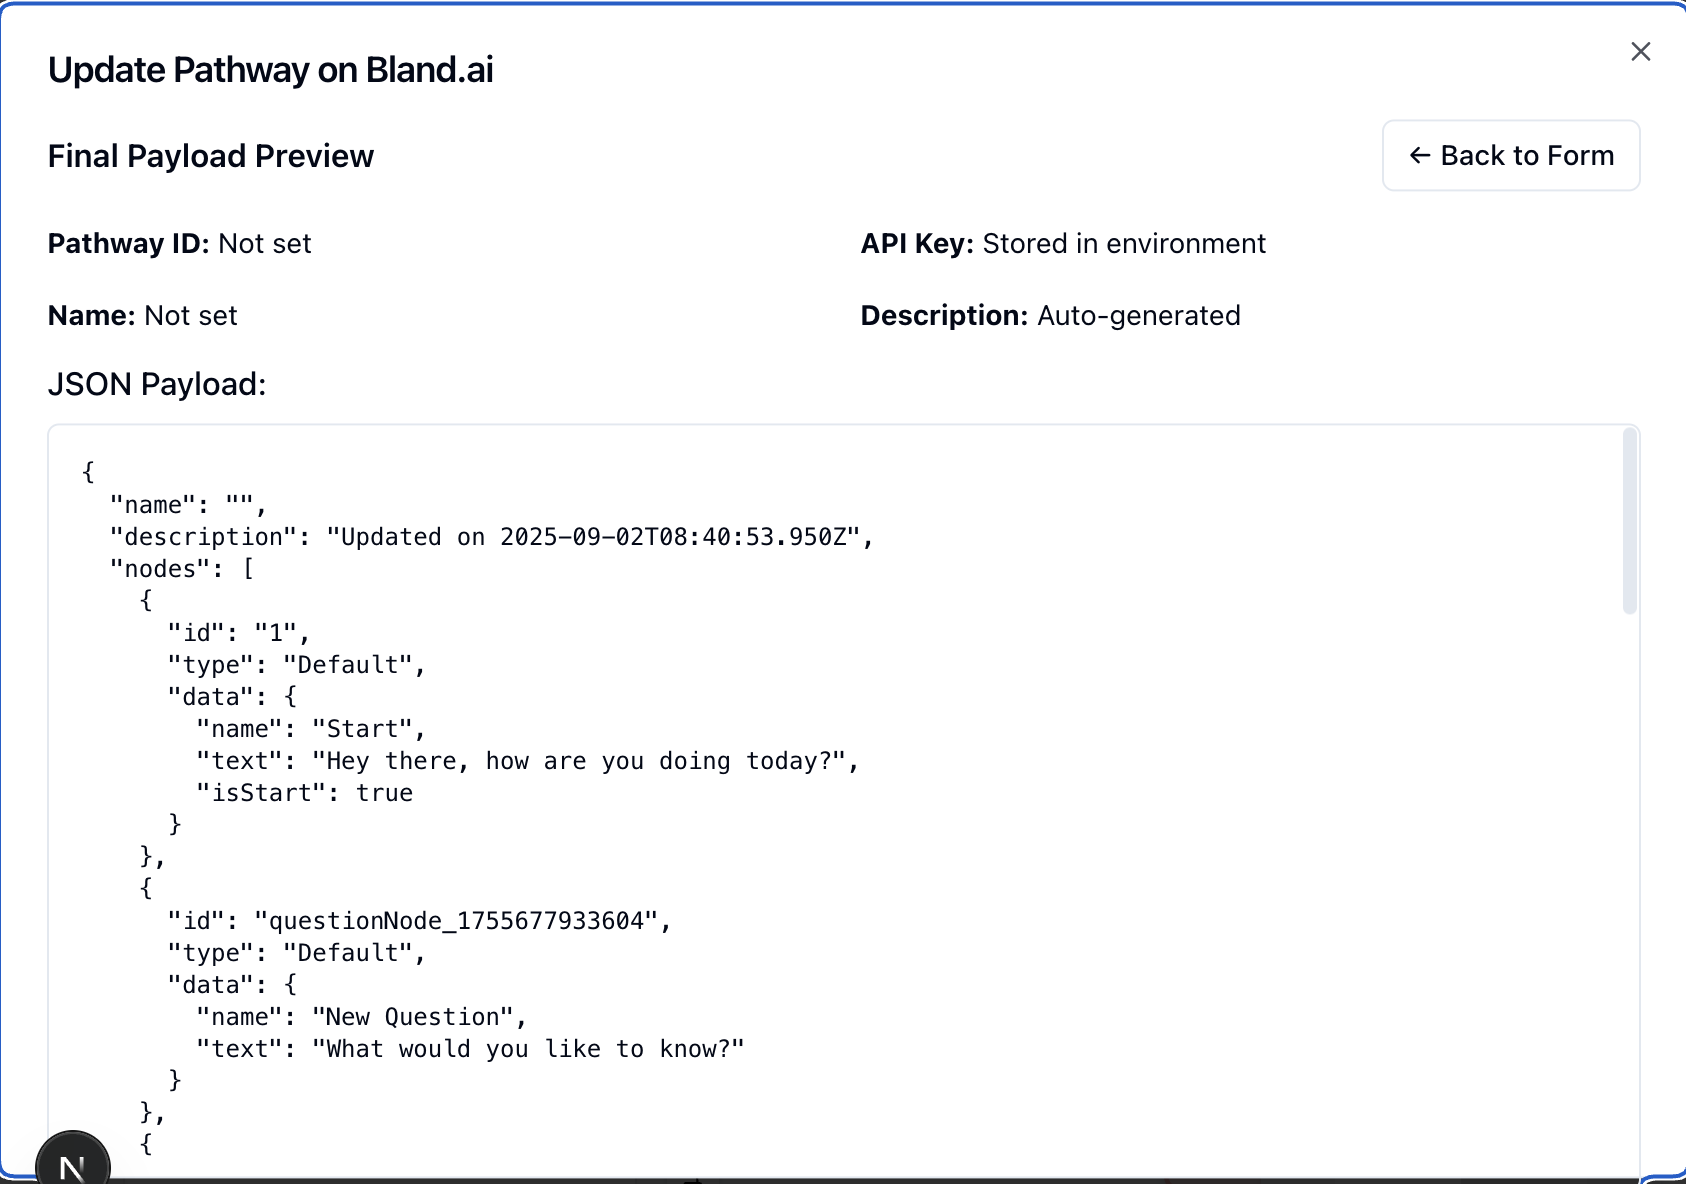 Update Pathway on Bland.ai
Final Payload Preview
← Back to Form
Pathway ID: Not set
API Key: Stored in environment
Name: Not set
Description: Auto-generated
JSON Payload:
{
  "name": "",
  "description": "Updated on 2025-09-02T08:40:53.950Z",
  "nodes": [
    {
      "id": "1",
      "type": "Default",
      "data": {
        "name": "Start",
        "text": "Hey there, how are you doing today?",
        "isStart": true
      }
    },
    {
      "id": "questionNode_1755677933604",
      "type": "Default",
      "data": {
        "name": "New Question",
        "text": "What would you like to know?"
      }
    },
    {
N